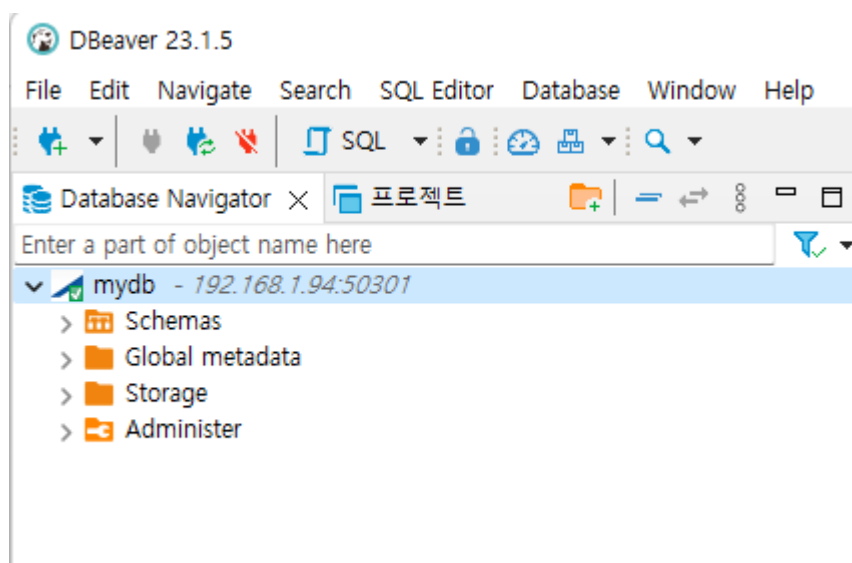 DBeaver 23.1.5
File Edit Navigate Search SQL Editor Database Window Help
SQL
Database Navigator 프로젝트
Enter a part of object name here
mydb - 192.168.1.94:50301
Schemas
Global metadata
Storage
Administer